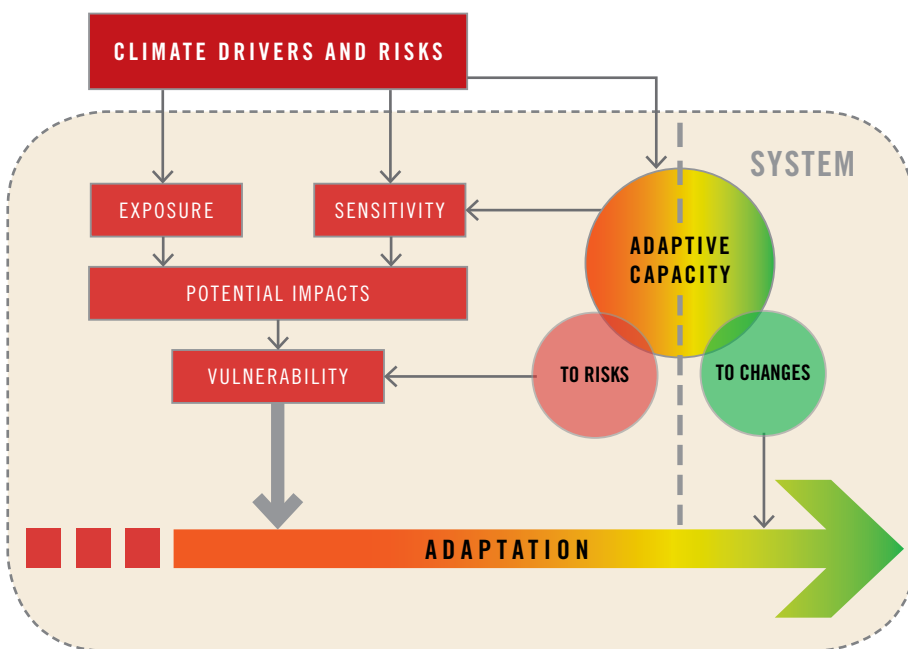 CLIMATE DRIVERS AND RISKS
SYSTEM
EXPOSURE
SENSITIVITY
ADAPTIVE
CAPACITY
POTENTIAL IMPACTS
VULNERABILITY
TO RISKS
TO CHANGES
ADAPTATION